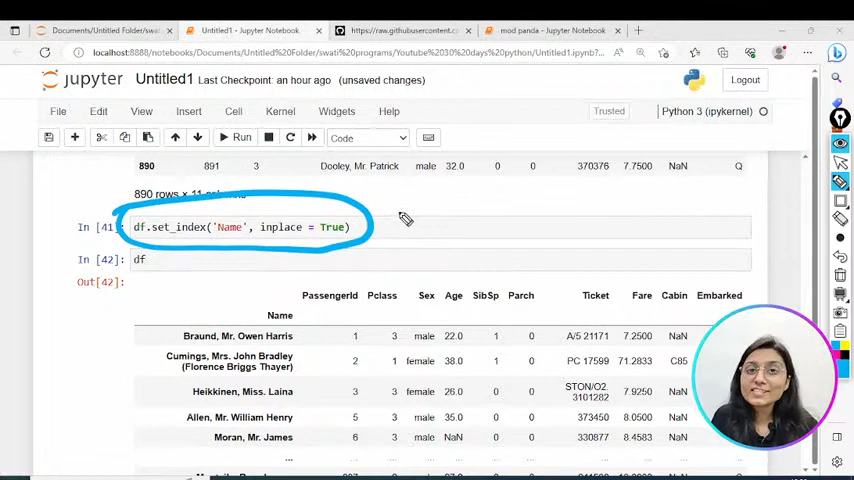 Documents/Untitled Folder/swati
Untitled1 - Jupyter Notebook
https://raw.githubusercontent.c
mod panda - Jupyter Notebook
localhost:8888/notebooks/Documents/Untitled%20Folder/swati%20programs/Youtube%2030%20days%20python/Untitled1.ipynb?...
jupyter Untitled1 Last Checkpoint: an hour ago (unsaved changes)
Logout
File Edit View Insert Cell Kernel Widgets Help
Trusted
Python 3 (ipykernel)
Run
Code
890 891 3 Dooley, Mr. Patrick male 32.0 0 0 370376 7.7500 NaN Q
890 rows × 11 columns
In [41]: df.set_index('Name', inplace = True)
In [42]: df
Out[42]:
PassengerId Pclass Sex Age SibSp Parch Ticket Fare Cabin Embarked
Name
Braund, Mr. Owen Harris 1 3 male 22.0 1 0 A/5 21171 7.2500 NaN
Cumings, Mrs. John Bradley
(Florence Briggs Thayer) 2 1 female 38.0 1 0 PC 17599 71.2833 C85
Heikkinen, Miss. Laina 3 3 female 26.0 0 0 STON/O2.
3101282 7.9250 NaN
Allen, Mr. William Henry 5 3 male 35.0 0 0 373450 8.0500 NaN
Moran, Mr. James 6 3 male NaN 0 0 330877 8.4583 NaN
... ... ... ... ... ... ... ... ...